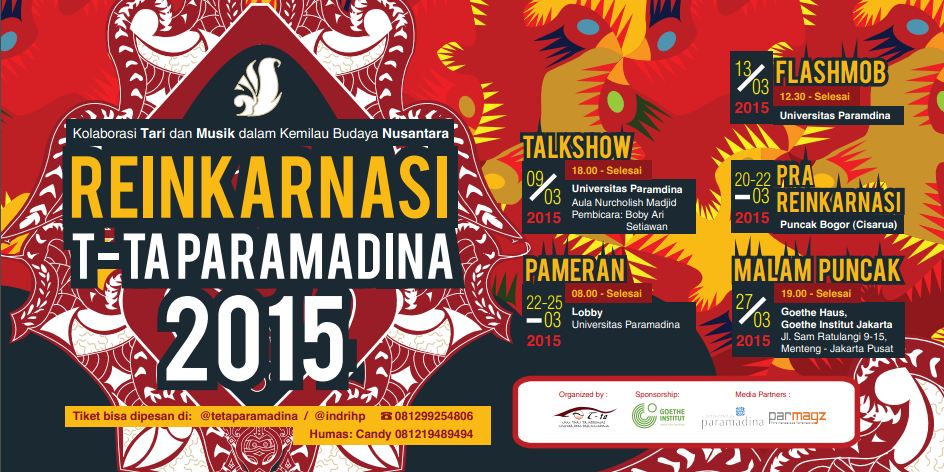 Kolaborasi Tari dan Musik dalam Kemilau Budaya Nusantara
REINKARNASI
T-TA PARAMADINA
2015
Tiket bisa dipesan di: @tetaparamadina / @indrihp ☎ 081299254806
Humas: Candy 081219489494
TALKSHOW
09/03
2015
18.00 - Selesai
Universitas Paramdina
Aula Nurcholish Madjid
Pembicara: Boby Ari
Setiawan
PAMERAN
22-25
03
2015
08.00 - Selesai
Lobby
Universitas Paramadina
13/03
2015
FLASHMOB
12.30 - Selesai
Universitas Paramdina
20-22
03
2015
PRA
REINKARNASI
Puncak Bogor (Cisarua)
MALAM PUNCAK
27/03
2015
19.00 - Selesai
Goethe Haus,
Goethe Institut Jakarta
Jl. Sam Ratulangi 9-15,
Menteng - Jakarta Pusat
Organized by :
Sponsorship:
Media Partners :
T-Ta
GOETHE
INSTITUT
paramadina
parmagz